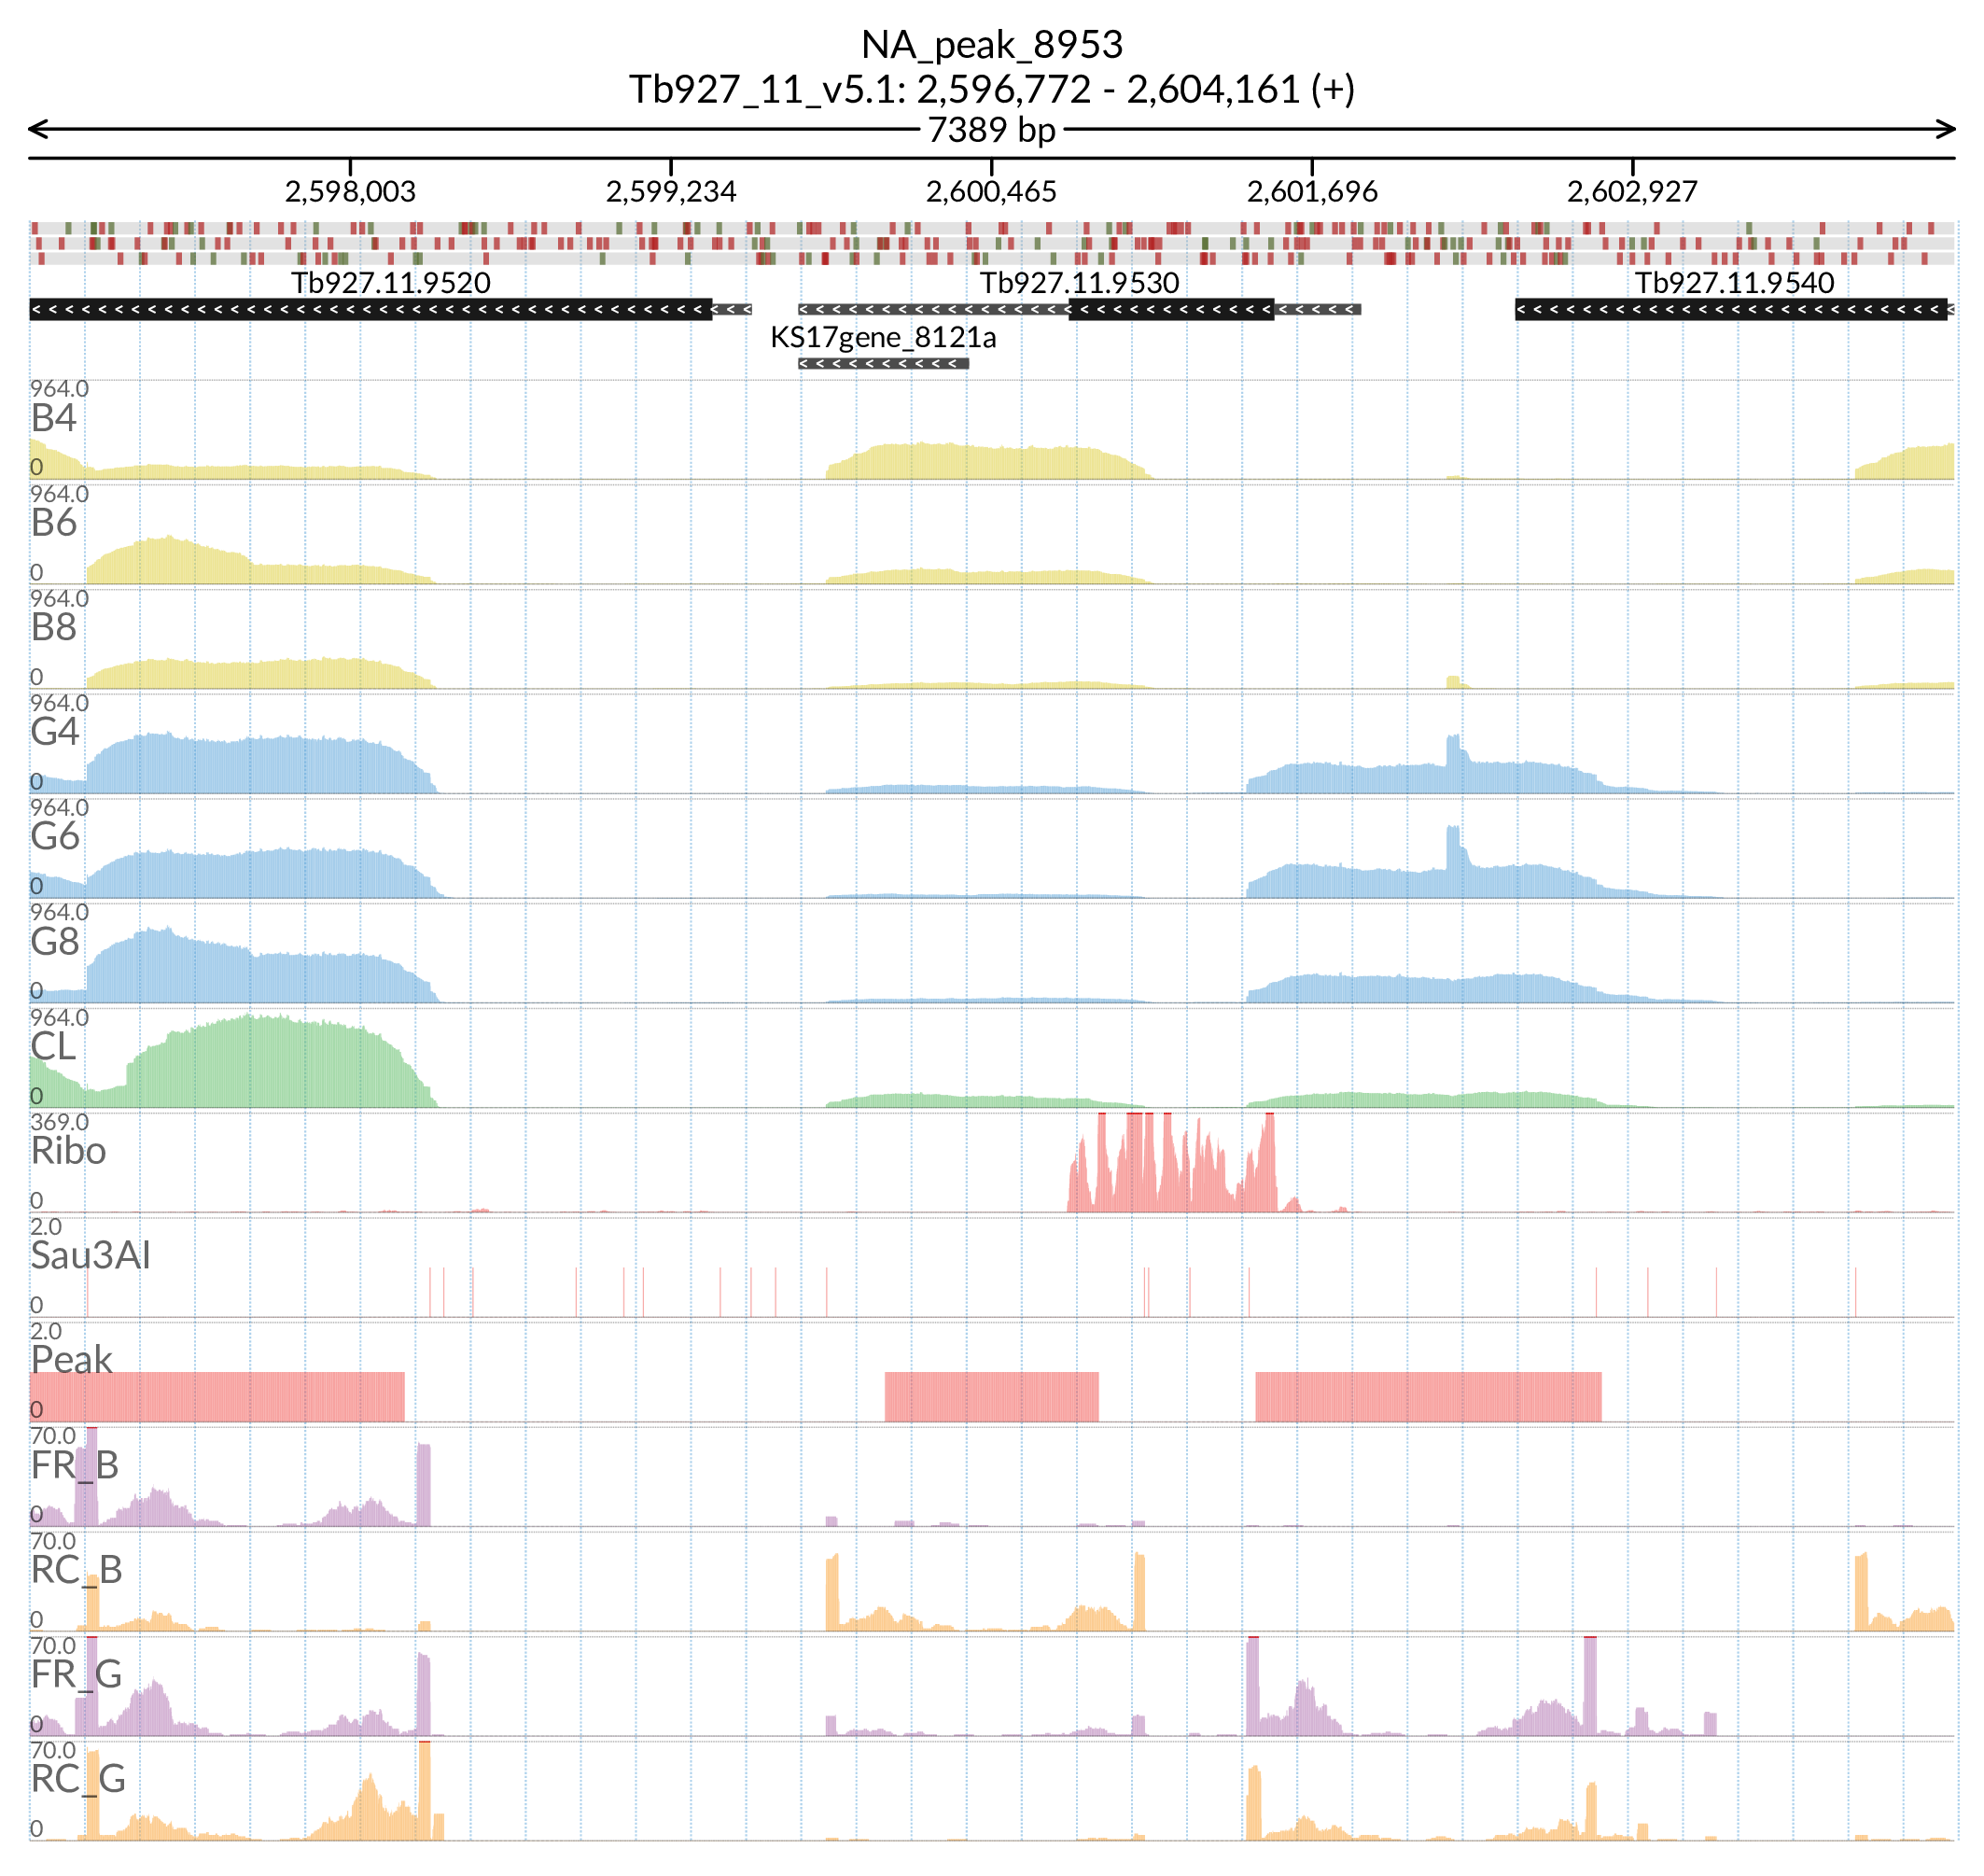 NA_peak_8953
Tb927_11_v5.1: 2,596,772 - 2,604,161 (+)
7389 bp
2,598,003 2,599,234 2,600,465 2,601,696 2,602,927
Tb927.11.9520 Tb927.11.9530 Tb927.11.9540
KS17gene_8121a
964.0
B4
0
964.0
B6
0
964.0
B8
0
964.0
G4
0
964.0
G6
0
964.0
G8
0
964.0
CL
0
369.0
Ribo
0
2.0
Sau3AI
0
2.0
Peak
0
70.0
FR_B
0
70.0
RC_B
0
70.0
FR_G
0
70.0
RC_G
0